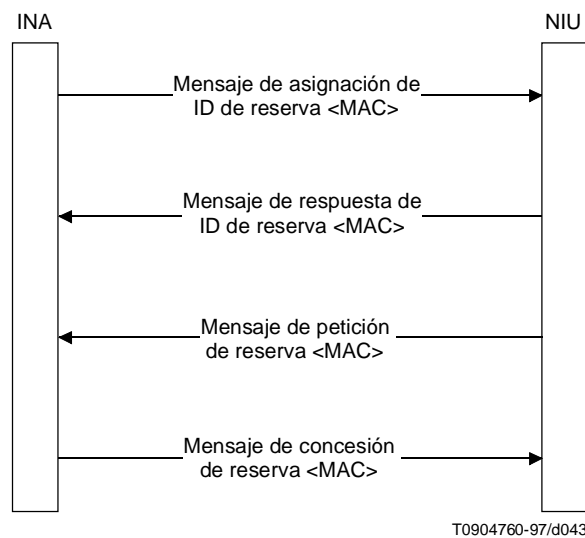 INA
NIU
Mensaje de asignación de
ID de reserva <MAC>
Mensaje de respuesta de
ID de reserva <MAC>
Mensaje de petición
de reserva <MAC>
Mensaje de concesión
de reserva <MAC>
T0904760-97/d043